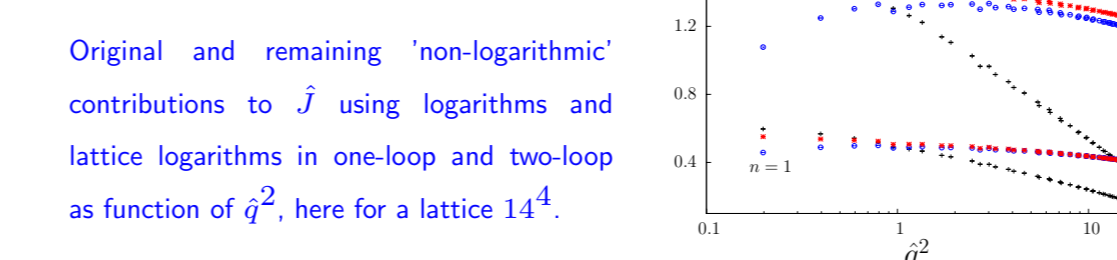 Original and remaining 'non-logarithmic'
contributions to Ĵ using logarithms and
lattice logarithms in one-loop and two-loop
as function of q̂², here for a lattice 14⁴.
1.2
0.8
0.4
n = 1
0.1 1 10
q̂²